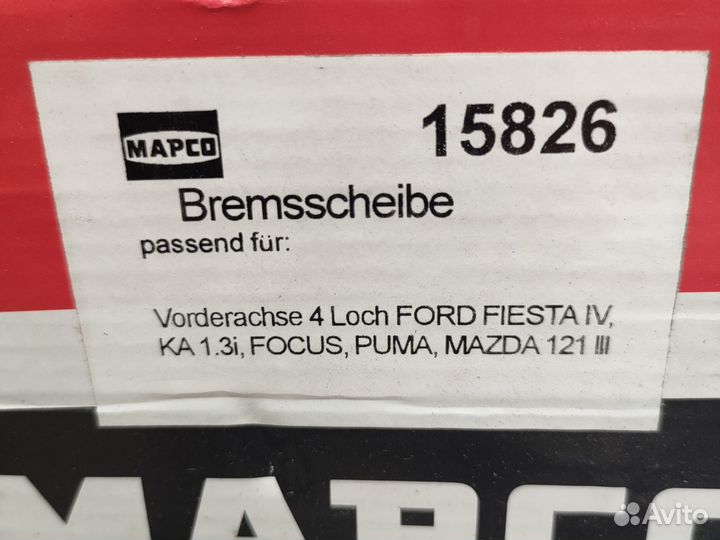 MAPCO
15826
Bremsscheibe
passend für:
Vorderachse 4 Loch FORD FIESTA IV,
KA 1.3i, FOCUS, PUMA, MAZDA 121 III
MAPCO
Avito